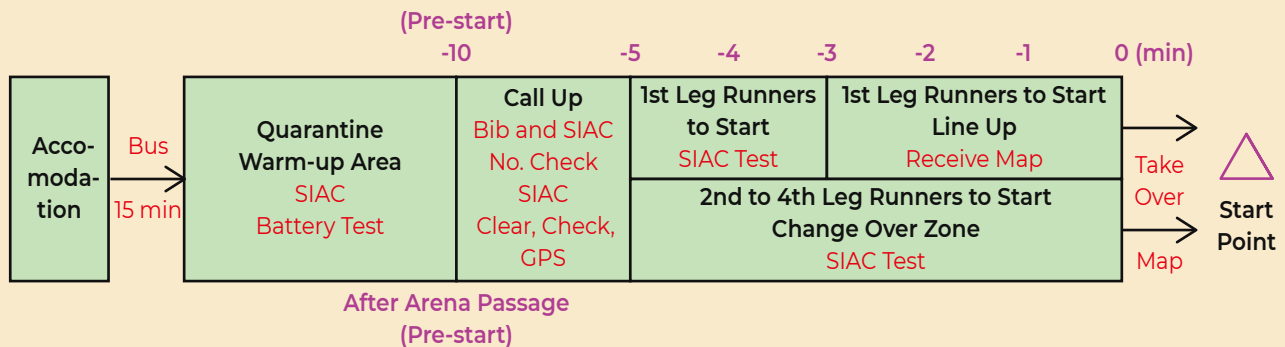 (Pre-start)
-10
-5
-4
-3
-2
-1
0 (min)
Acco-
moda-
tion
Bus
15 min
Quarantine
Warm-up Area
SIAC
Battery Test
Call Up
Bib and SIAC
No. Check
SIAC
Clear, Check,
GPS
1st Leg Runners
to Start
SIAC Test
1st Leg Runners to Start
Line Up
Receive Map
2nd to 4th Leg Runners to Start
Change Over Zone
SIAC Test
Take
Over
Map
Start
Point
After Arena Passage
(Pre-start)